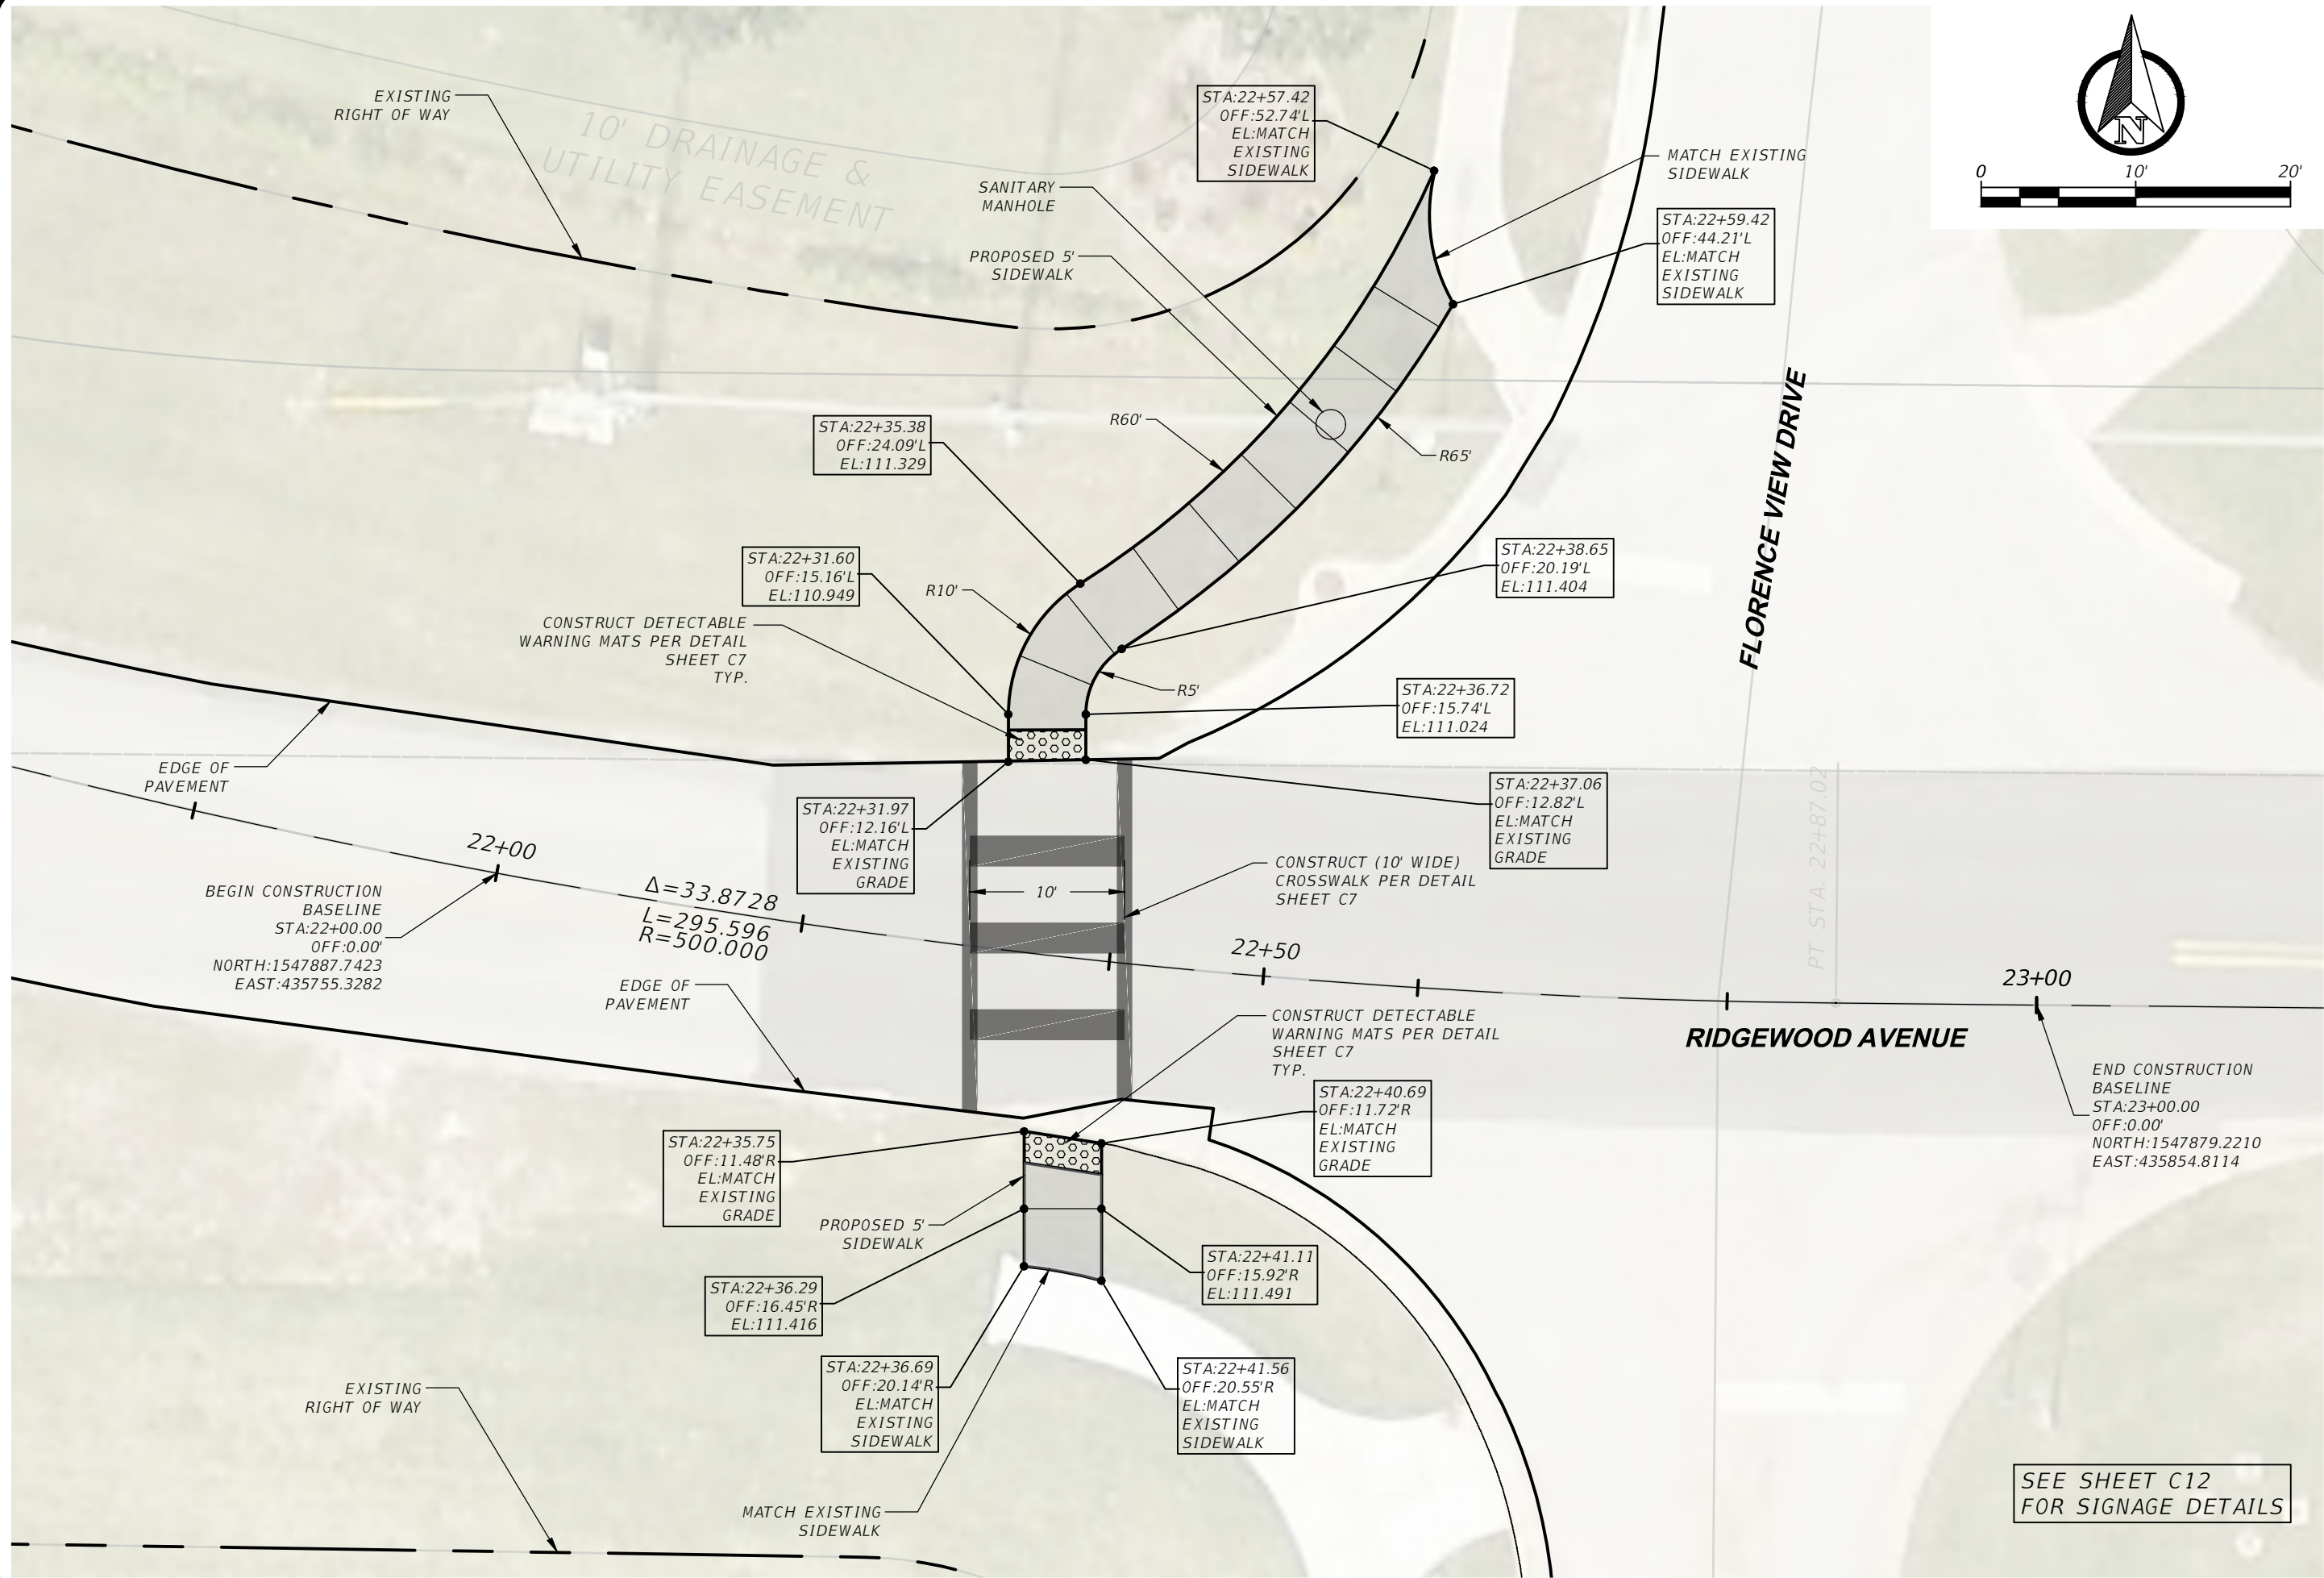 EXISTING
RIGHT OF WAY
10' DRAINAGE &
UTILITY EASEMENT
STA:22+57.42
OFF:52.74'L
EL:MATCH
EXISTING
SIDEWALK
N
0 10' 20'
MATCH EXISTING
SIDEWALK
SANITARY
MANHOLE
STA:22+59.42
OFF:44.21'L
EL:MATCH
EXISTING
SIDEWALK
PROPOSED 5'
SIDEWALK
STA:22+35.38
OFF:24.09'L
EL:111.329
R60'
R65'
FLORENCE VIEW DRIVE
STA:22+31.60
OFF:15.16'L
EL:110.949
R10'
STA:22+38.65
OFF:20.19'L
EL:111.404
CONSTRUCT DETECTABLE
WARNING MATS PER DETAIL
SHEET C7
TYP.
R5'
STA:22+36.72
OFF:15.74'L
EL:111.024
EDGE OF
PAVEMENT
STA:22+31.97
OFF:12.16'L
EL:MATCH
EXISTING
GRADE
STA:22+37.06
OFF:12.82'L
EL:MATCH
EXISTING
GRADE
PT STA. 22+87.02
22+00
BEGIN CONSTRUCTION
BASELINE
STA:22+00.00
OFF:0.00'
NORTH:1547887.7423
EAST:435755.3282
Δ=33.8728
L=295.596
R=500.000
10'
CONSTRUCT (10' WIDE)
CROSSWALK PER DETAIL
SHEET C7
22+50
23+00
EDGE OF
PAVEMENT
CONSTRUCT DETECTABLE
WARNING MATS PER DETAIL
SHEET C7
TYP.
RIDGEWOOD AVENUE
END CONSTRUCTION
BASELINE
STA:23+00.00
OFF:0.00'
NORTH:1547879.2210
EAST:435854.8114
STA:22+40.69
OFF:11.72'R
EL:MATCH
EXISTING
GRADE
STA:22+35.75
OFF:11.48'R
EL:MATCH
EXISTING
GRADE
PROPOSED 5'
SIDEWALK
STA:22+41.11
OFF:15.92'R
EL:111.491
STA:22+36.29
OFF:16.45'R
EL:111.416
STA:22+36.69
OFF:20.14'R
EL:MATCH
EXISTING
SIDEWALK
STA:22+41.56
OFF:20.55'R
EL:MATCH
EXISTING
SIDEWALK
EXISTING
RIGHT OF WAY
MATCH EXISTING
SIDEWALK
SEE SHEET C12
FOR SIGNAGE DETAILS